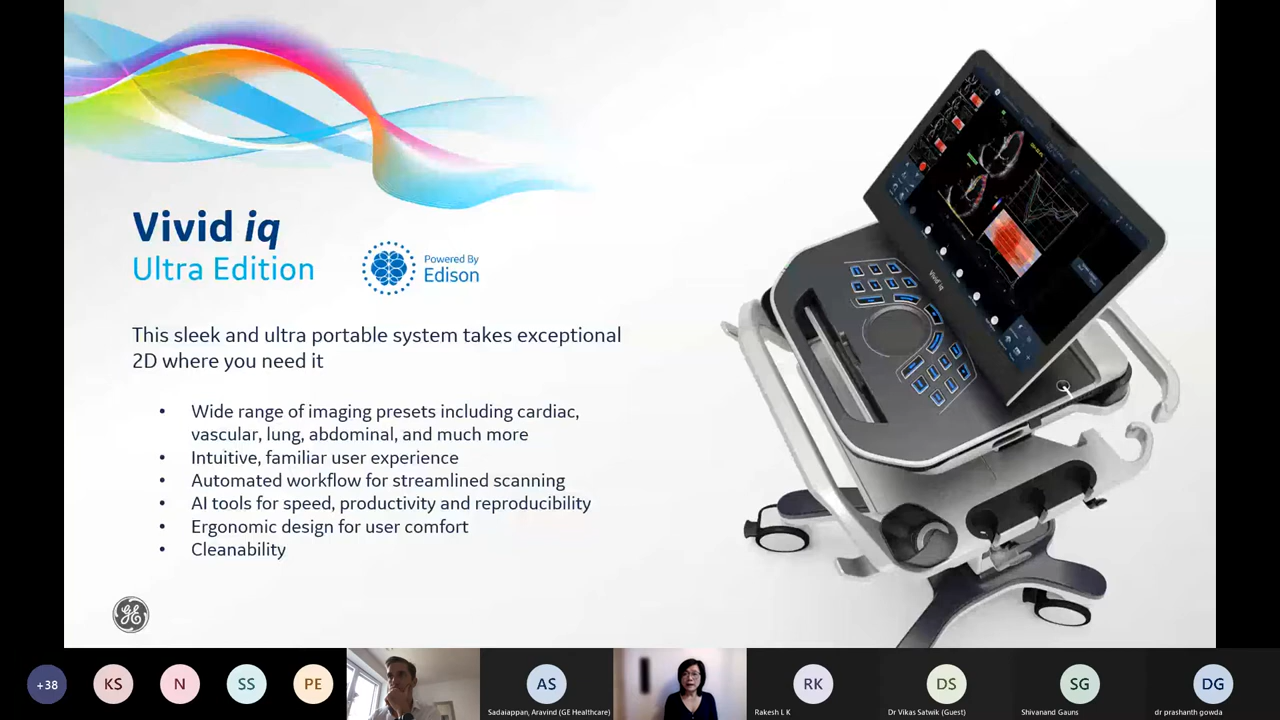 Vivid iq
Ultra Edition
Powered By
Edison
This sleek and ultra portable system takes exceptional
2D where you need it
• Wide range of imaging presets including cardiac,
vascular, lung, abdominal, and much more
• Intuitive, familiar user experience
• Automated workflow for streamlined scanning
• AI tools for speed, productivity and reproducibility
• Ergonomic design for user comfort
• Cleanability
Vivid iq
GE
+38
KS
N
SS
PE
AS
Sadaiappan, Aravind (GE Healthcare)
RK
Rakesh L K
DS
Dr Vikas Satwik (Guest)
SG
Shivanand Gauns
DG
dr prashanth gowda